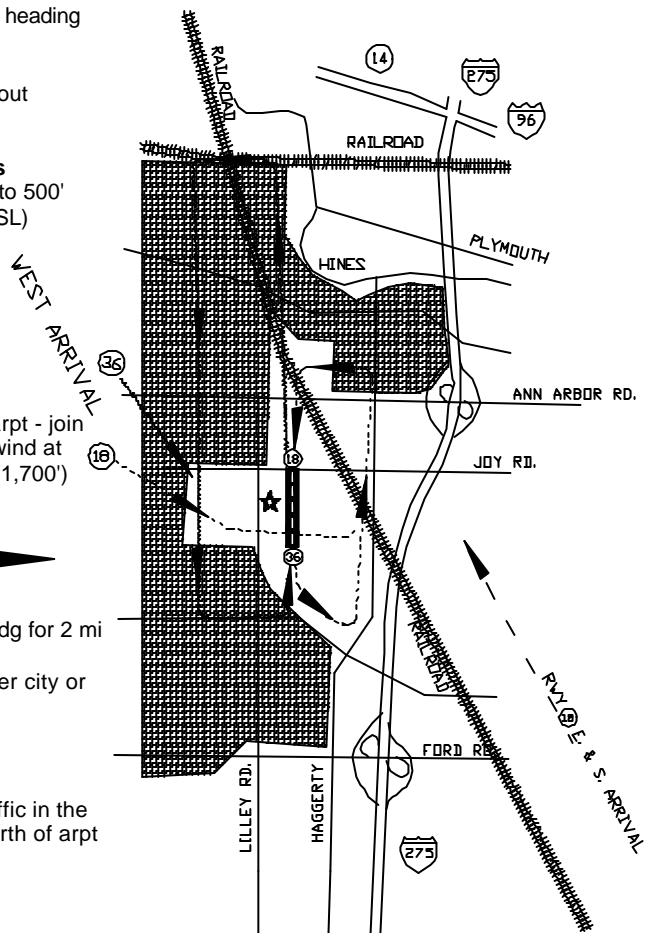 heading
out
s
to 500'
SL)
arpt - join
wind at
1,700')
dg for 2 mi
er city or
ffic in the
rth of arpt
14
275
96
RAILROAD
RAILROAD
PLYMOUTH
HINES
WEST ARRIVAL
36
18
ANN ARBOR RD.
JOY RD.
18
36
RAILROAD
RWY 18 E. & S. ARRIVAL
FORD RD.
LILLEY RD.
HAGGERTY
275